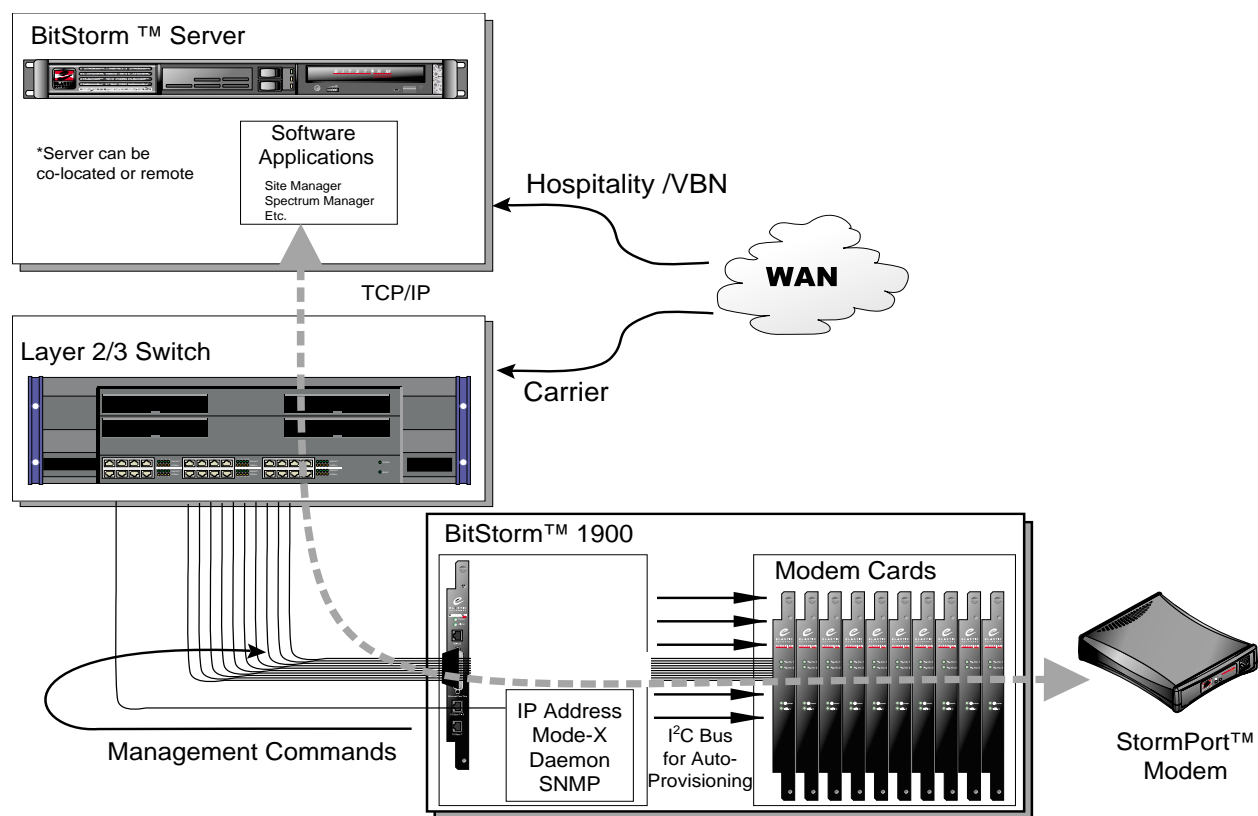 BitStorm ™ Server
*Server can be
co-located or remote
Software
Applications
Site Manager
Spectrum Manager
Etc.
Hospitality /VBN
WAN
TCP/IP
Layer 2/3 Switch
Carrier
BitStorm™ 1900
Modem Cards
IP Address
Mode-X
Daemon
SNMP
I²C Bus
for Auto-
Provisioning
Management Commands
StormPort™
Modem